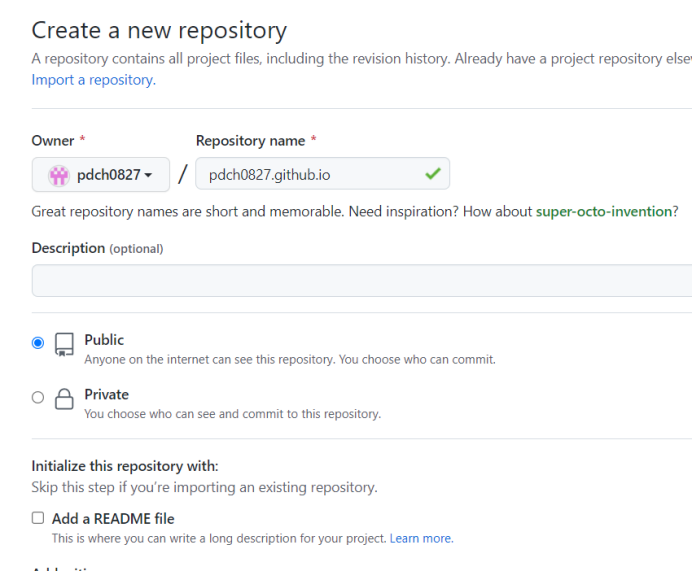 Create a new repository
A repository contains all project files, including the revision history. Already have a project repository
Import a repository.
Owner *
Repository name *
pdch0827
/
pdch0827.github.io
Great repository names are short and memorable. Need inspiration? How about super-octo-invention?
Description (optional)
Public
Anyone on the internet can see this repository. You choose who can commit.
Private
You choose who can see and commit to this repository.
Initialize this repository with:
Skip this step if you're importing an existing repository.
Add a README file
This is where you can write a long description for your project. Learn more.